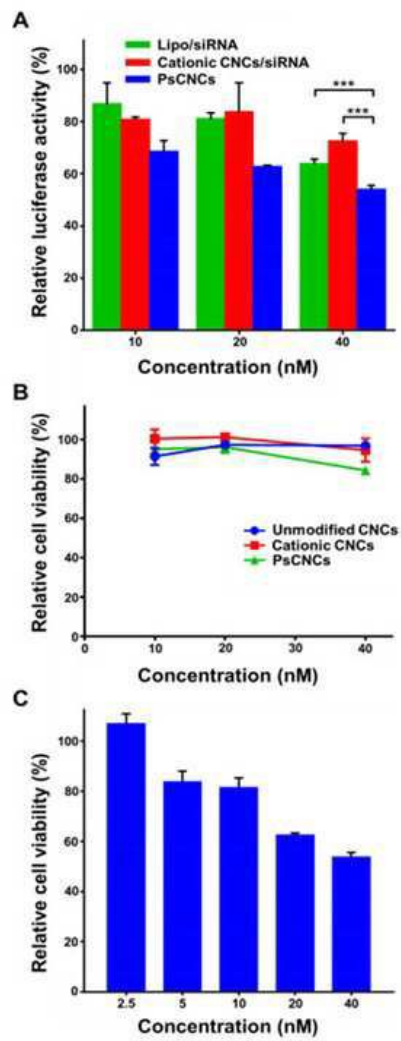 A
Lipo/siRNA
Cationic CNCs/siRNA
PsCNCs
***
***
Relative luciferase activity (%)
100
80
60
40
20
0
10 20 40
Concentration (nM)
B
Relative cell viability (%)
100
80
60
40
20
0
Unmodified CNCs
Cationic CNCs
PsCNCs
0 10 20 30 40
Concentration (nM)
C
Relative cell viability (%)
100
80
60
40
20
0
2.5 5 10 20 40
Concentration (nM)